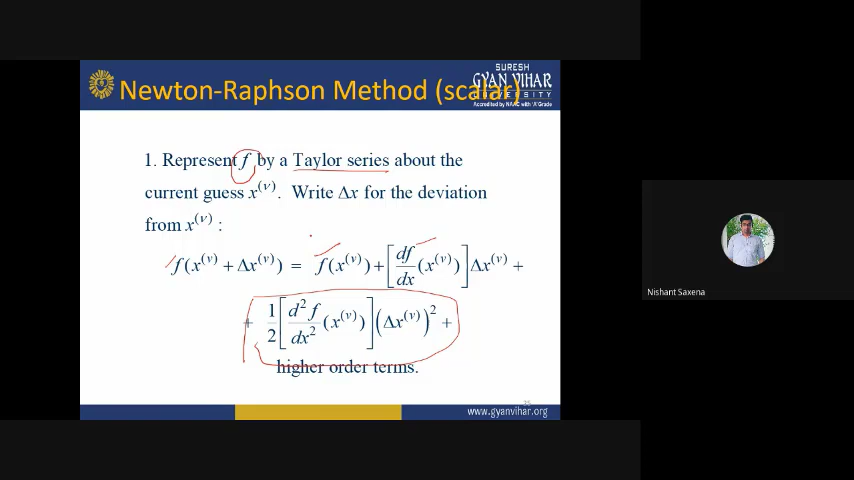 SURESH
GYAN VIHAR
UNIVERSITY
Accredited by NAAC with 'A' Grade
Newton-Raphson Method (scalar)
1. Represent f by a Taylor series about the
current guess x^(ν). Write Δx for the deviation
from x^(ν) :
f(x^(ν) + Δx^(ν)) = f(x^(ν)) + [df/dx (x^(ν))] Δx^(ν) +
+ 1/2 [d²f/dx² (x^(ν))] (Δx^(ν))² +
higher order terms.
25
www.gyanvihar.org
Nishant Saxena